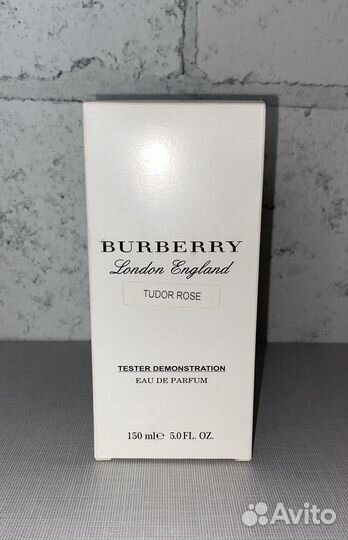 BURBERRY
London England
TUDOR ROSE
TESTER DEMONSTRATION
EAU DE PARFUM
150 ml℮ 5.0 FL. OZ.
Avito